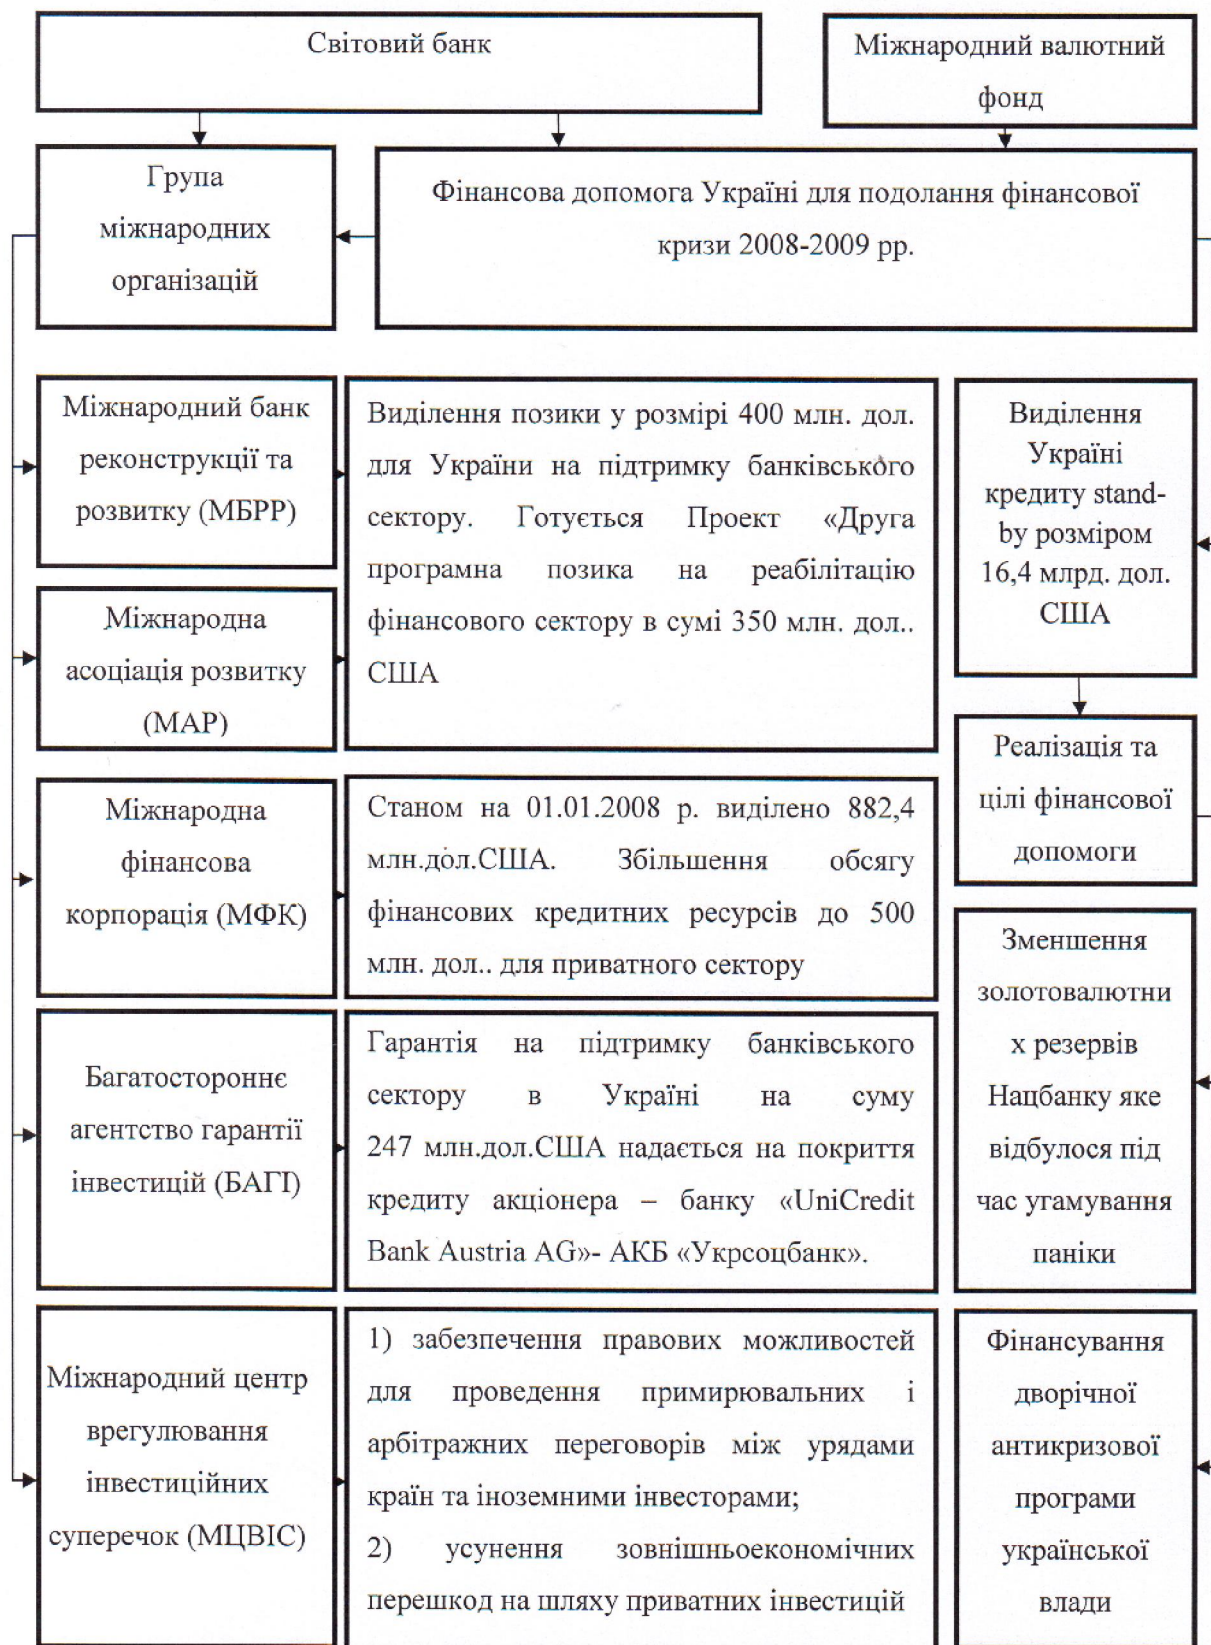 Світовий банк
Міжнародний валютний
фонд
Група
міжнародних
організацій
Фінансова допомога Україні для подолання фінансової
кризи 2008-2009 рр.
Міжнародний банк
реконструкції та
розвитку (МБРР)
Виділення позики у розмірі 400 млн. дол.
для України на підтримку банківського
сектору. Готується Проект «Друга
програмна позика на реабілітацію
фінансового сектору в сумі 350 млн. дол..
США
Виділення
Україні
кредиту stand-
by розміром
16,4 млрд. дол.
США
Міжнародна
асоціація розвитку
(МАР)
Реалізація та
цілі фінансової
допомоги
Міжнародна
фінансова
корпорація (МФК)
Станом на 01.01.2008 р. виділено 882,4
млн.дол.США. Збільшення обсягу
фінансових кредитних ресурсів до 500
млн. дол.. для приватного сектору
Зменшення
золотовалютни
х резервів
Нацбанку яке
відбулося під
час угамування
паніки
Багатостороннє
агентство гарантії
інвестицій (БАГІ)
Гарантія на підтримку банківського
сектору в Україні на суму
247 млн.дол.США надається на покриття
кредиту акціонера – банку «UniCredit
Bank Austria AG»- АКБ «Укрсоцбанк».
Міжнародний центр
врегулювання
інвестиційних
суперечок (МЦВІС)
1) забезпечення правових можливостей
для проведення примирювальних і
арбітражних переговорів між урядами
країн та іноземними інвесторами;
2) усунення зовнішньоекономічних
перешкод на шляху приватних інвестицій
Фінансування
дворічної
антикризової
програми
української
влади